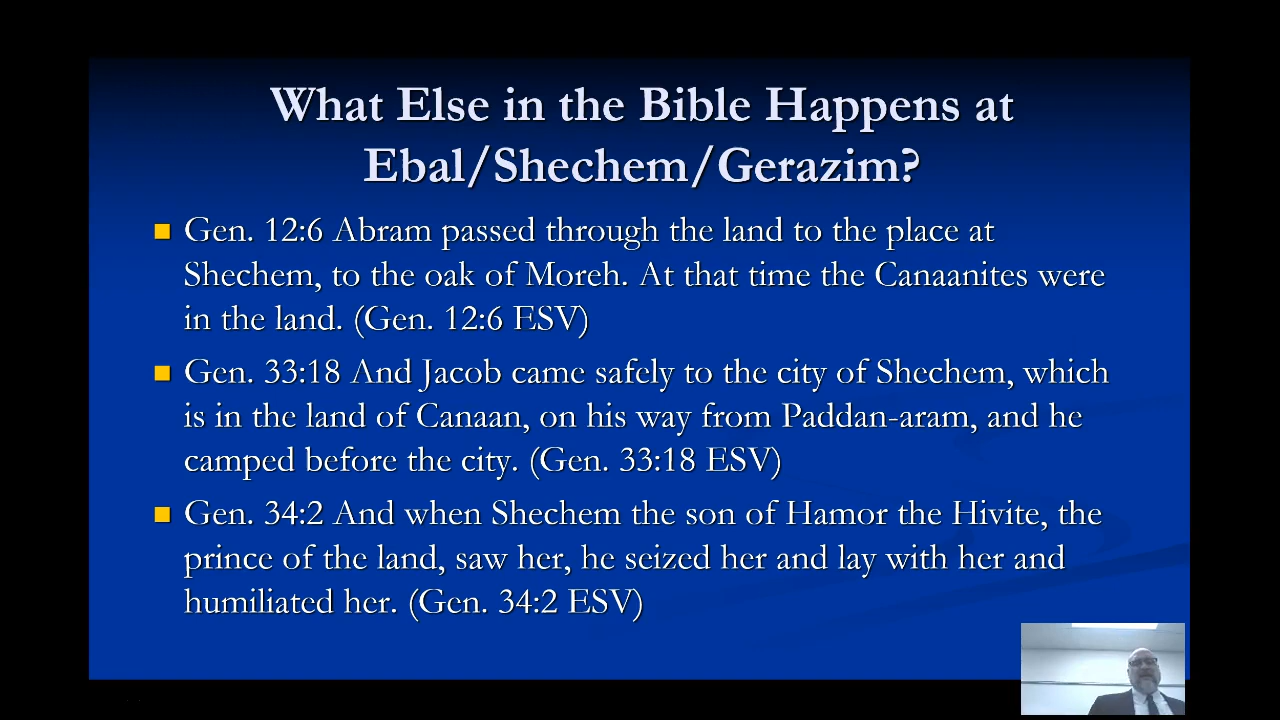 What Else in the Bible Happens at
Ebal/Shechem/Gerazim?
Gen. 12:6 Abram passed through the land to the place at
Shechem, to the oak of Moreh. At that time the Canaanites were
in the land. (Gen. 12:6 ESV)
Gen. 33:18 And Jacob came safely to the city of Shechem, which
is in the land of Canaan, on his way from Paddan-aram, and he
camped before the city. (Gen. 33:18 ESV)
Gen. 34:2 And when Shechem the son of Hamor the Hivite, the
prince of the land, saw her, he seized her and lay with her and
humiliated her. (Gen. 34:2 ESV)